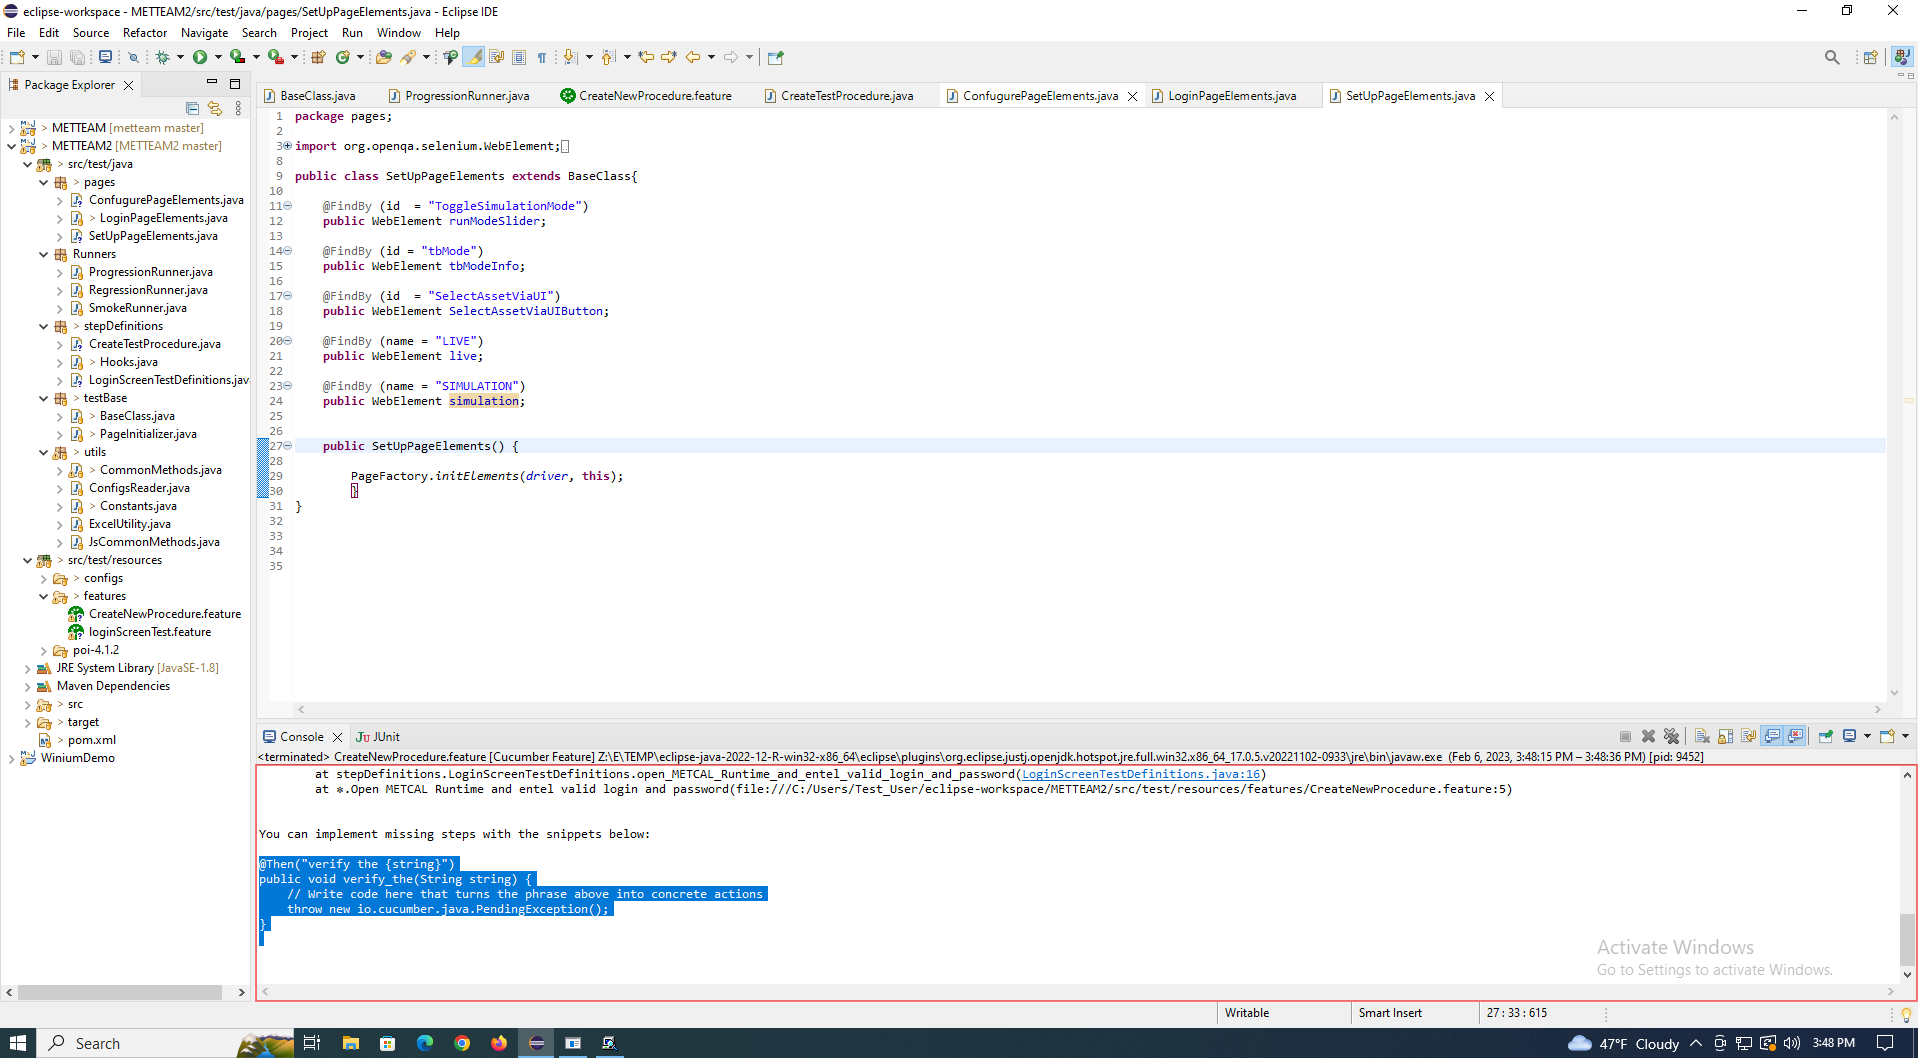 eclipse-workspace - METTEAM2/src/test/java/pages/SetUpPageElements.java - Eclipse IDE
File Edit Source Refactor Navigate Search Project Run Window Help
Package Explorer
> METTEAM [metteam master]
> METTEAM2 [METTEAM2 master]
> src/test/java
> pages
ConfugurePageElements.java
> LoginPageElements.java
SetUpPageElements.java
Runners
ProgressionRunner.java
RegressionRunner.java
SmokeRunner.java
> stepDefinitions
CreateTestProcedure.java
> Hooks.java
LoginScreenTestDefinitions.jav
> testBase
> BaseClass.java
> PageInitializer.java
> utils
> CommonMethods.java
ConfigsReader.java
> Constants.java
ExcelUtility.java
JsCommonMethods.java
> src/test/resources
> configs
> features
CreateNewProcedure.feature
loginScreenTest.feature
poi-4.1.2
JRE System Library [JavaSE-1.8]
Maven Dependencies
> src
> target
> pom.xml
WiniumDemo
BaseClass.java ProgressionRunner.java CreateNewProcedure.feature CreateTestProcedure.java ConfugurePageElements.java LoginPageElements.java SetUpPageElements.java
1 package pages;
2
3 import org.openqa.selenium.WebElement;
8
9 public class SetUpPageElements extends BaseClass{
10
11 @FindBy (id  = "ToggleSimulationMode")
12 public WebElement runModeSlider;
13
14 @FindBy (id = "tbMode")
15 public WebElement tbModeInfo;
16
17 @FindBy (id  = "SelectAssetViaUI")
18 public WebElement SelectAssetViaUIButton;
19
20 @FindBy (name = "LIVE")
21 public WebElement live;
22
23 @FindBy (name = "SIMULATION")
24 public WebElement simulation;
25
26
27 public SetUpPageElements() {
28
29 PageFactory.initElements(driver, this);
30 }
31 }
32
33
34
35
Console JUnit
<terminated> CreateNewProcedure.feature [Cucumber Feature] Z:\E\TEMP\eclipse-java-2022-12-R-win32-x86_64\eclipse\plugins\org.eclipse.justj.openjdk.hotspot.jre.full.win32.x86_64_17.0.5.v20221102-0933\jre\bin\javaw.exe (Feb 6, 2023, 3:48:15 PM – 3:48:36 PM) [pid: 9452]
at stepDefinitions.LoginScreenTestDefinitions.open_METCAL_Runtime_and_entel_valid_login_and_password(LoginScreenTestDefinitions.java:16)
at ✽.Open METCAL Runtime and entel valid login and password(file:///C:/Users/Test_User/eclipse-workspace/METTEAM2/src/test/resources/features/CreateNewProcedure.feature:5)
You can implement missing steps with the snippets below:
@Then("verify the {string}")
public void verify_the(String string) {
// Write code here that turns the phrase above into concrete actions
throw new io.cucumber.java.PendingException();
}
Activate Windows
Go to Settings to activate Windows.
Writable Smart Insert 27 : 33 : 615
Search
47°F Cloudy 3:48 PM